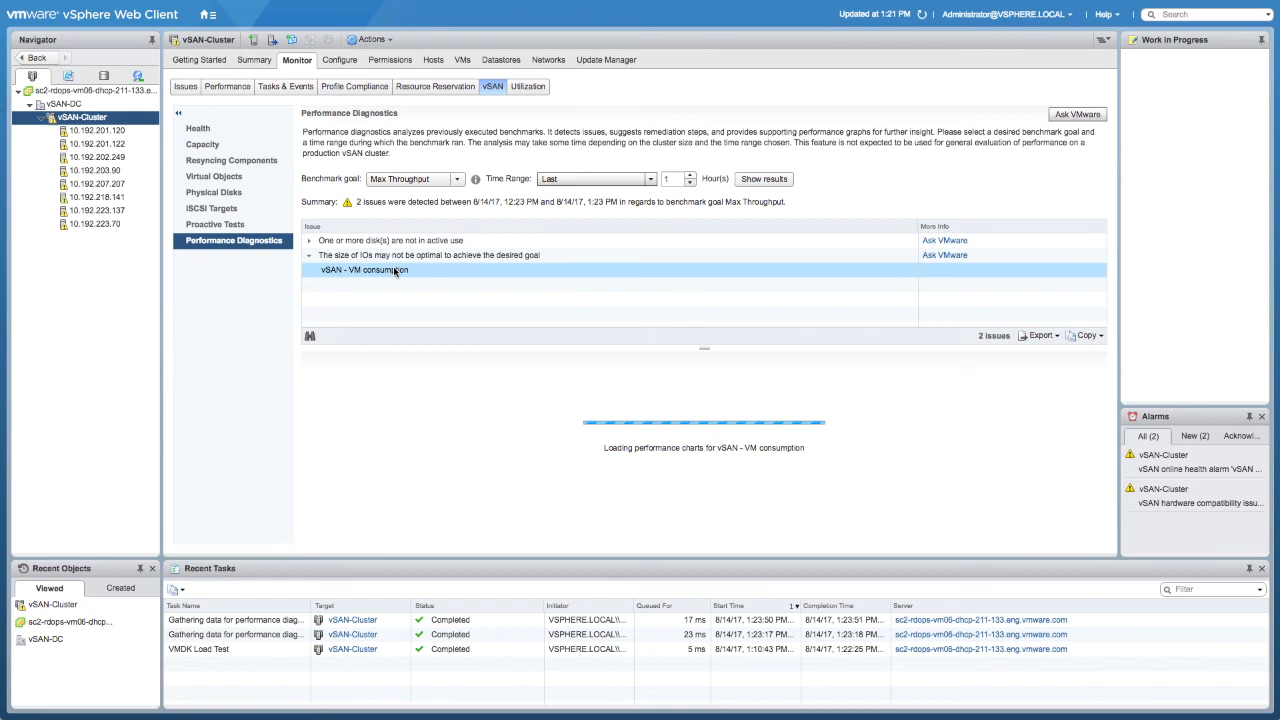 vmware® vSphere Web Client
Updated at 1:21 PM
Administrator@VSPHERE.LOCAL
Help
Search
Navigator
Back
sc2-rdops-vm06-dhcp-211-133.e...
vSAN-DC
vSAN-Cluster
10.192.201.120
10.192.201.122
10.192.202.249
10.192.203.90
10.192.207.207
10.192.218.141
10.192.223.137
10.192.223.70
vSAN-Cluster
Actions
Getting Started Summary Monitor Configure Permissions Hosts VMs Datastores Networks Update Manager
Issues Performance Tasks & Events Profile Compliance Resource Reservation vSAN Utilization
Health
Capacity
Resyncing Components
Virtual Objects
Physical Disks
iSCSI Targets
Proactive Tests
Performance Diagnostics
Performance Diagnostics
Ask VMware
Performance diagnostics analyzes previously executed benchmarks. It detects issues, suggests remediation steps, and provides supporting performance graphs for further insight. Please select a desired benchmark goal and
a time range during which the benchmark ran. The analysis may take some time depending on the cluster size and the time range chosen. This feature is not expected to be used for general evaluation of performance on a
production vSAN cluster.
Benchmark goal: Max Throughput Time Range: Last 1 Hour(s) Show results
Summary: 2 issues were detected between 8/14/17, 12:23 PM and 8/14/17, 1:23 PM in regards to benchmark goal Max Throughput.
Issue More Info
One or more disk(s) are not in active use Ask VMware
The size of IOs may not be optimal to achieve the desired goal Ask VMware
vSAN - VM consumption
2 issues Export Copy
Loading performance charts for vSAN - VM consumption
Work In Progress
Alarms
All (2) New (2) Acknowl...
vSAN-Cluster
vSAN online health alarm 'vSAN ...
vSAN-Cluster
vSAN hardware compatibility issu...
Recent Objects
Viewed Created
vSAN-Cluster
sc2-rdops-vm06-dhcp...
vSAN-DC
Recent Tasks
Filter
Task Name Target Status Initiator Queued For Start Time 1 Completion Time Server
Gathering data for performance diag... vSAN-Cluster Completed VSPHERE.LOCAL\\... 17 ms 8/14/17, 1:23:50 PM... 8/14/17, 1:23:51 PM... sc2-rdops-vm06-dhcp-211-133.eng.vmware.com
Gathering data for performance diag... vSAN-Cluster Completed VSPHERE.LOCAL\\... 23 ms 8/14/17, 1:23:17 PM... 8/14/17, 1:23:18 PM... sc2-rdops-vm06-dhcp-211-133.eng.vmware.com
VMDK Load Test vSAN-Cluster Completed VSPHERE.LOCAL\\... 5 ms 8/14/17, 1:10:43 PM... 8/14/17, 1:22:25 PM... sc2-rdops-vm06-dhcp-211-133.eng.vmware.com